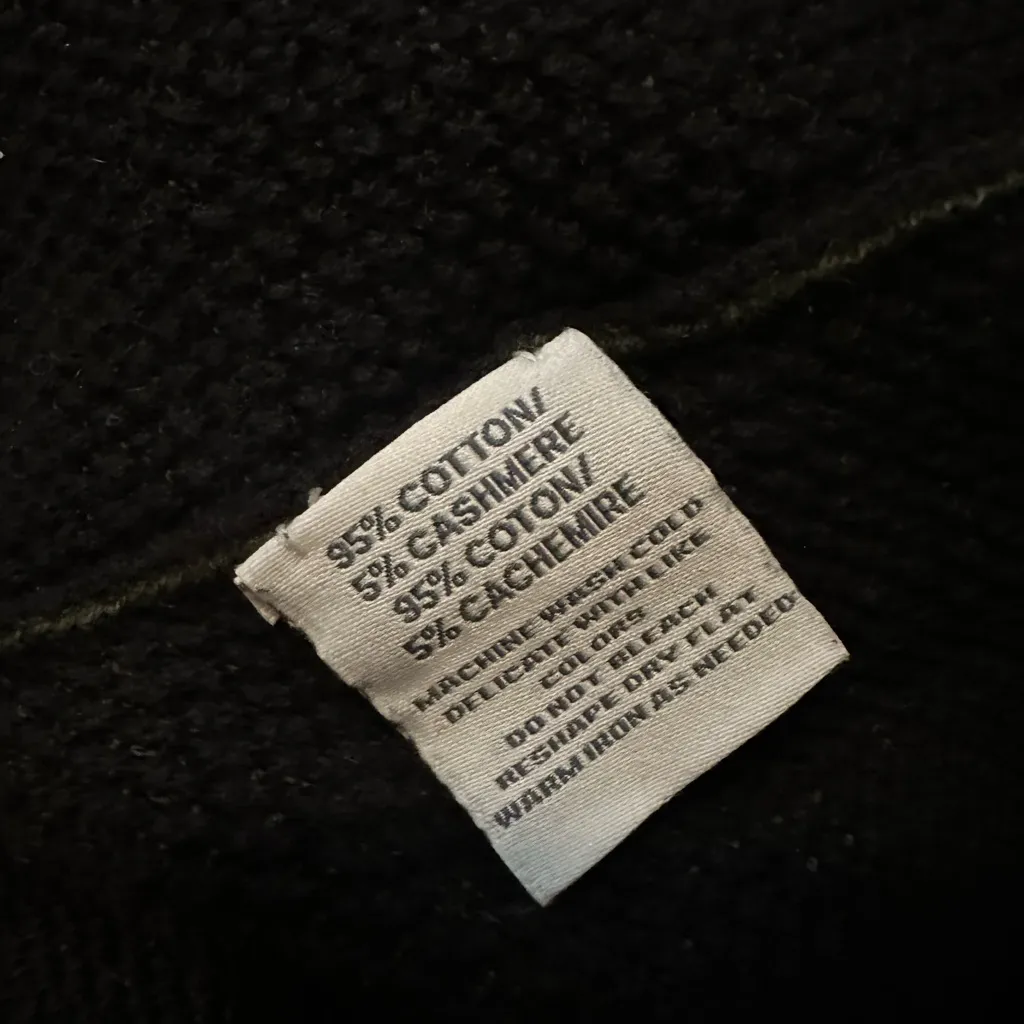 95% COTTON/
5% CASHMERE
95% COTON/
5% CACHEMIRE
MACHINE WASH COLD
DELICATE WITH LIKE
COLORS
DO NOT BLEACH
RESHAPE DRY FLAT
WARM IRON AS NEEDED